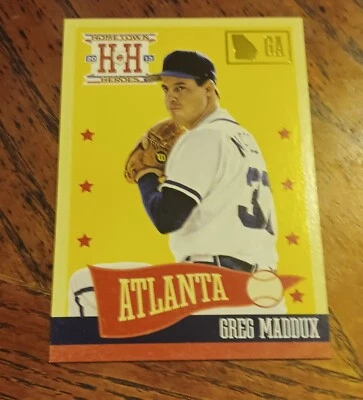 HOMETOWN
20 13
H H
HEROES
GA
ATLANTA
GREG MADDUX